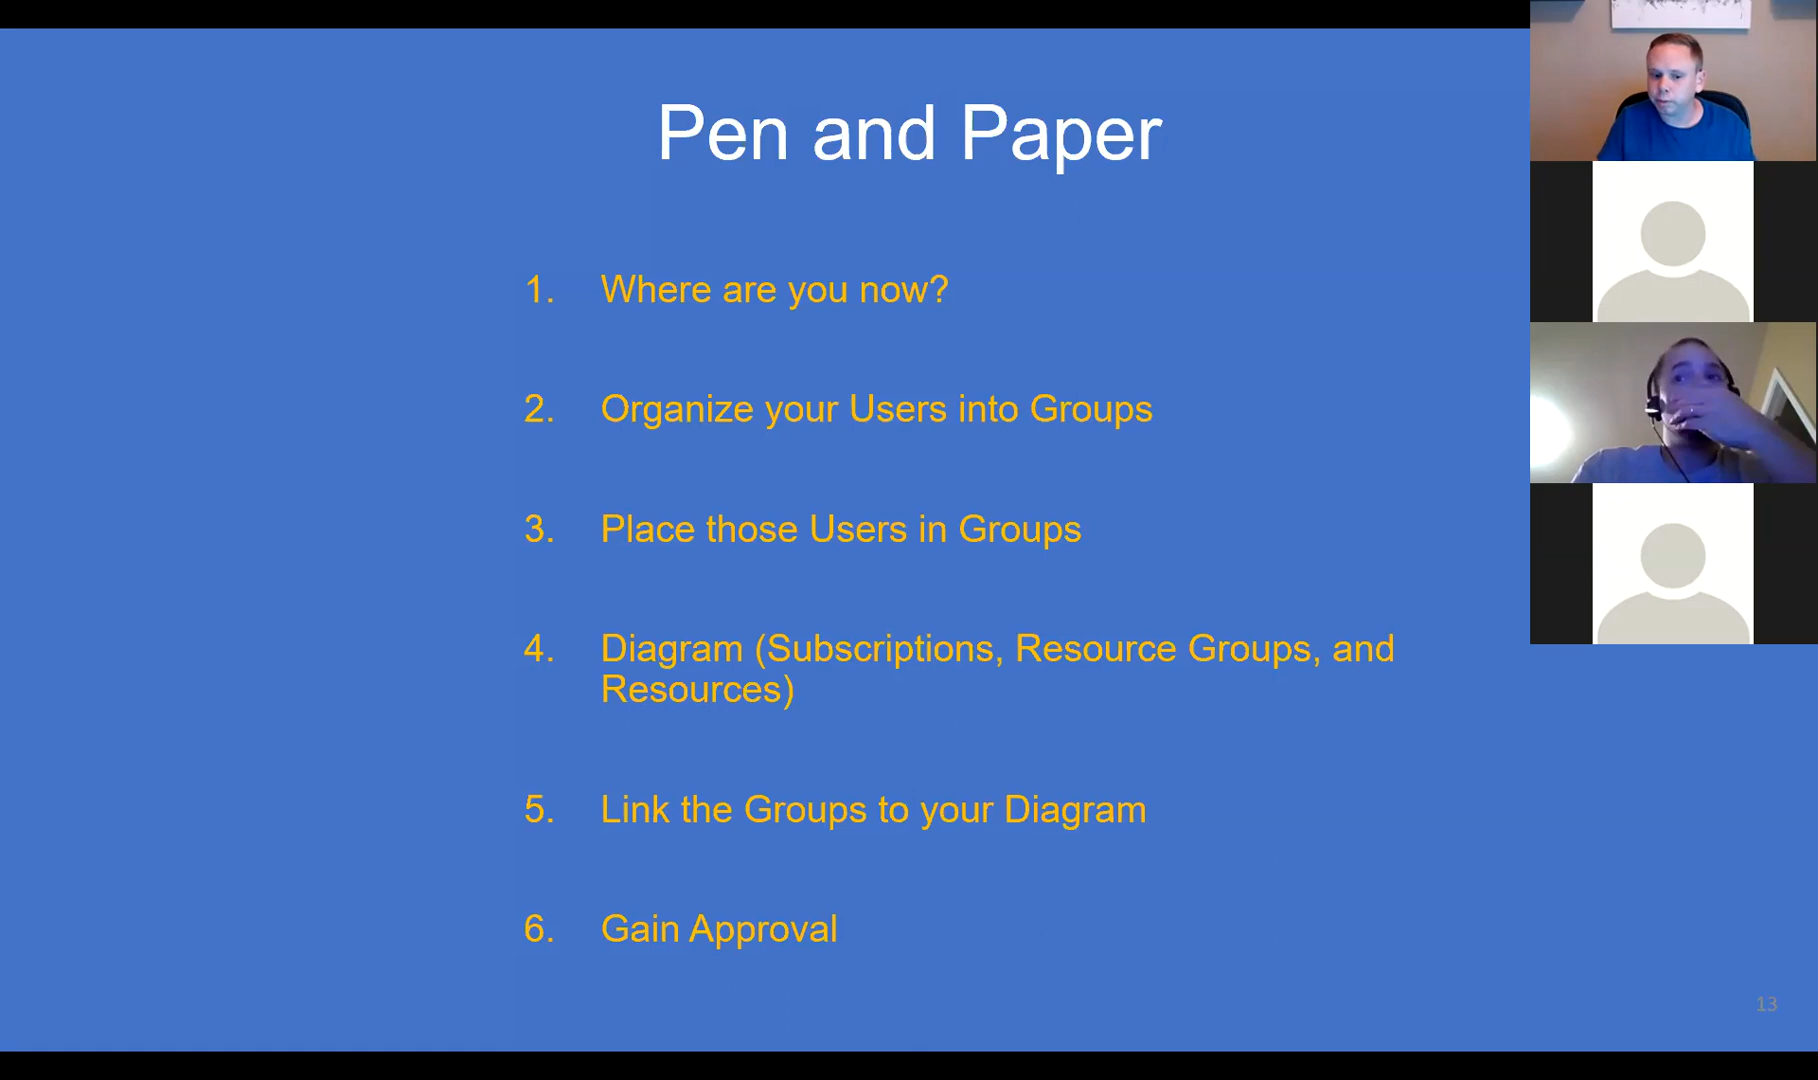 Pen and Paper
1. Where are you now?
2. Organize your Users into Groups
3. Place those Users in Groups
4. Diagram (Subscriptions, Resource Groups, and
Resources)
5. Link the Groups to your Diagram
6. Gain Approval
13